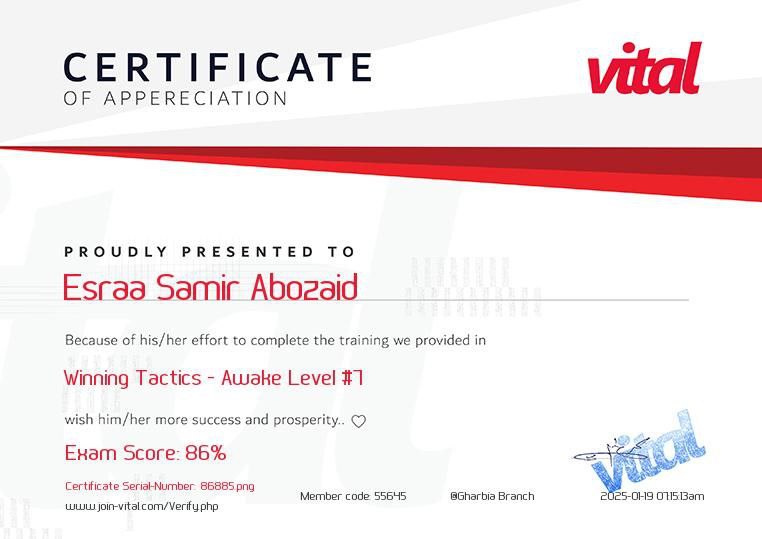 CERTIFICATE
OF APPERECIATION
vital
PROUDLY PRESENTED TO
Esraa Samir Abozaid
Because of his/her effort to complete the training we provided in
Winning Tactics - Awake Level #7
wish him/her more success and prosperity.. ♡
Exam Score: 86%
vital
Certificate Serial-Number: 86885.png
www.join-vital.com/Verify.php
Member code: 55645
@Gharbia Branch
2025-01-19 07:15:13am